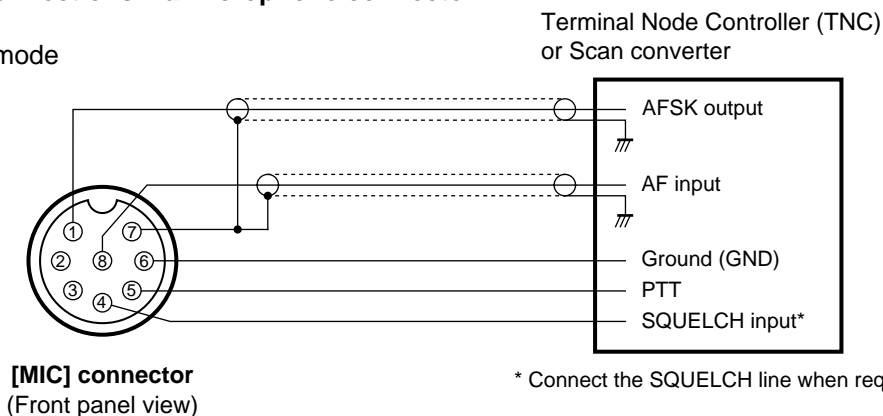 Terminal Node Controller (TNC)
or Scan converter
mode
AFSK output
AF input
1
7
2
8
6
3
5
4
Ground (GND)
PTT
SQUELCH input*
[MIC] connector
(Front panel view)
* Connect the SQUELCH line when req